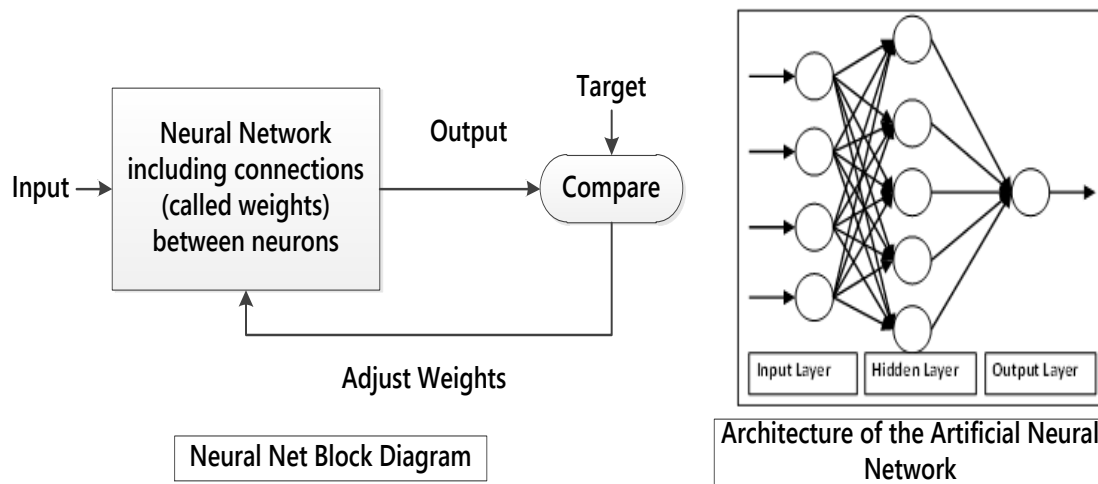 Neural Network
including connections
(called weights)
between neurons
Input
Output
Target
Compare
Adjust Weights
Neural Net Block Diagram
Input Layer
Hidden Layer
Output Layer
Architecture of the Artificial Neural
Network